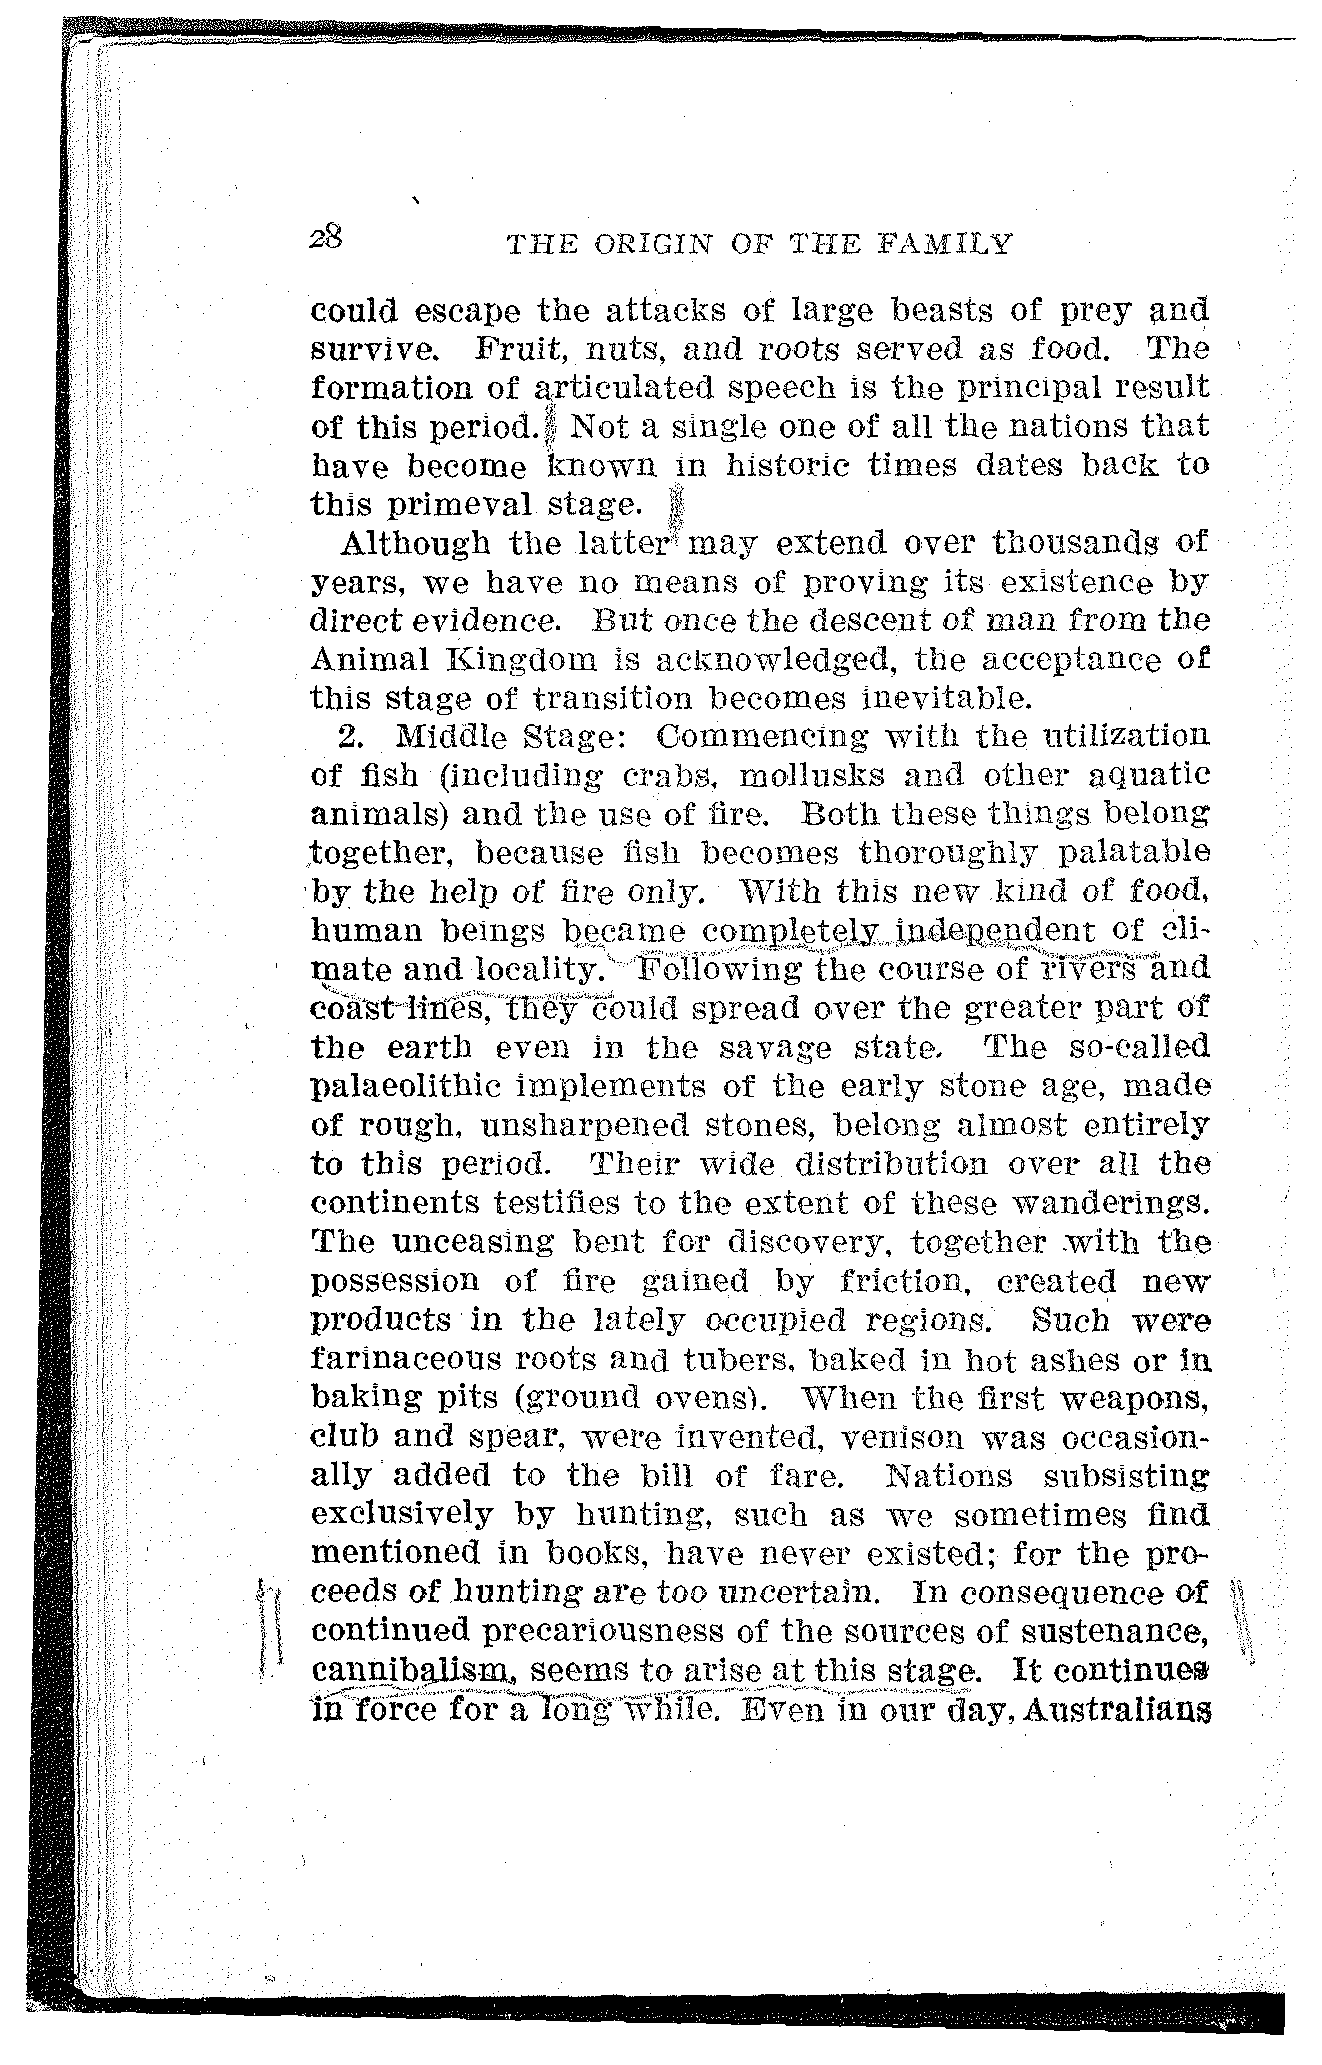 28 THE ORIGIN OF THE FAMILY
could escape the attacks of large beasts of prey and
survive. Fruit, nuts, and roots served as food. The
formation of articulated speech is the principal result
of this period. Not a single one of all the nations that
have become known in historic times dates back to
this primeval stage.
Although the latter may extend over thousands of
years, we have no means of proving its existence by
direct evidence. But once the descent of man from the
Animal Kingdom is acknowledged, the acceptance of
this stage of transition becomes inevitable.
2. Middle Stage: Commencing with the utilization
of fish (including crabs, mollusks and other aquatic
animals) and the use of fire. Both these things belong
together, because fish becomes thoroughly palatable
by the help of fire only. With this new kind of food,
human beings became completely independent of cli-
mate and locality. Following the course of rivers and
coast-lines, they could spread over the greater part of
the earth even in the savage state. The so-called
palaeolithic implements of the early stone age, made
of rough, unsharpened stones, belong almost entirely
to this period. Their wide distribution over all the
continents testifies to the extent of these wanderings.
The unceasing bent for discovery, together with the
possession of fire gained by friction, created new
products in the lately occupied regions. Such were
farinaceous roots and tubers, baked in hot ashes or in
baking pits (ground ovens). When the first weapons,
club and spear, were invented, venison was occasion-
ally added to the bill of fare. Nations subsisting
exclusively by hunting, such as we sometimes find
mentioned in books, have never existed; for the pro-
ceeds of hunting are too uncertain. In consequence of
continued precariousness of the sources of sustenance,
cannibalism, seems to arise at this stage. It continues
in force for a long while. Even in our day, Australians